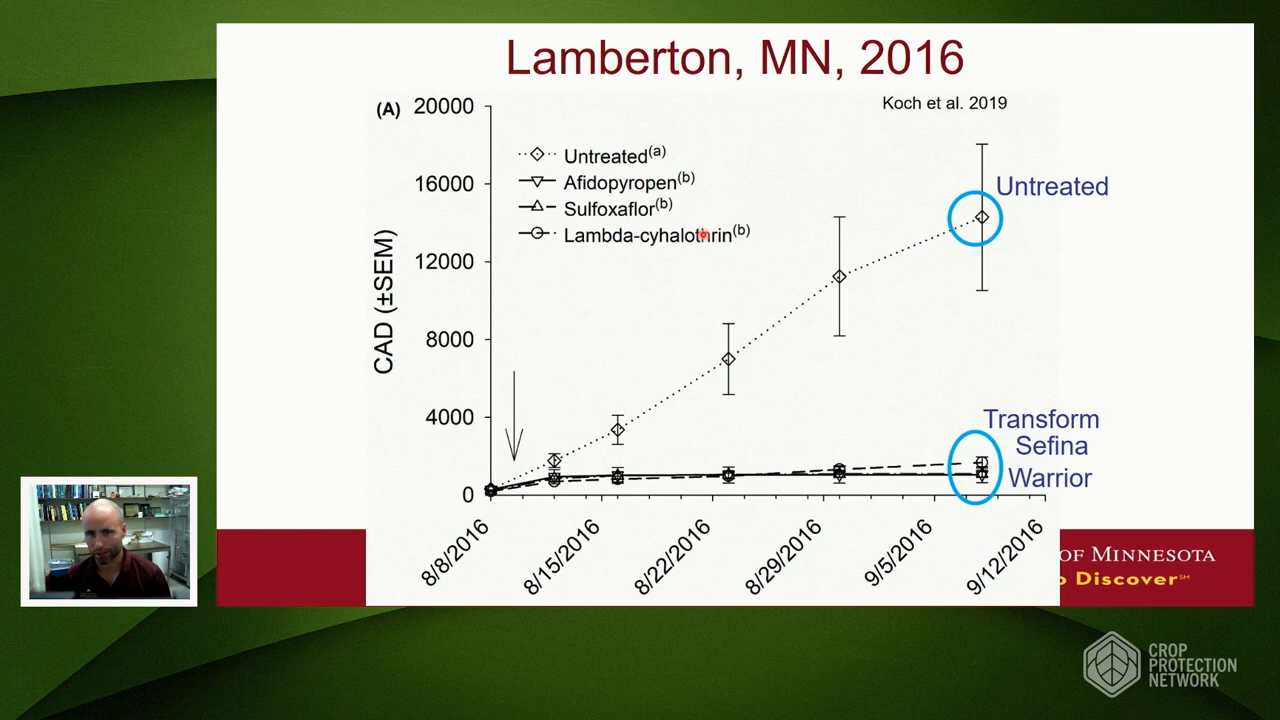 Lamberton, MN, 2016
Koch et al. 2019
(A)
20000
16000
12000
8000
4000
0
CAD (±SEM)
Untreated(a)
Afidopyropen(b)
Sulfoxaflor(b)
Lambda-cyhalothrin(b)
Untreated
Transform
Sefina
Warrior
8/8/2016
8/15/2016
8/22/2016
8/29/2016
9/5/2016
9/12/2016
OF MINNESOTA
Discover℠
CROP
PROTECTION
NETWORK